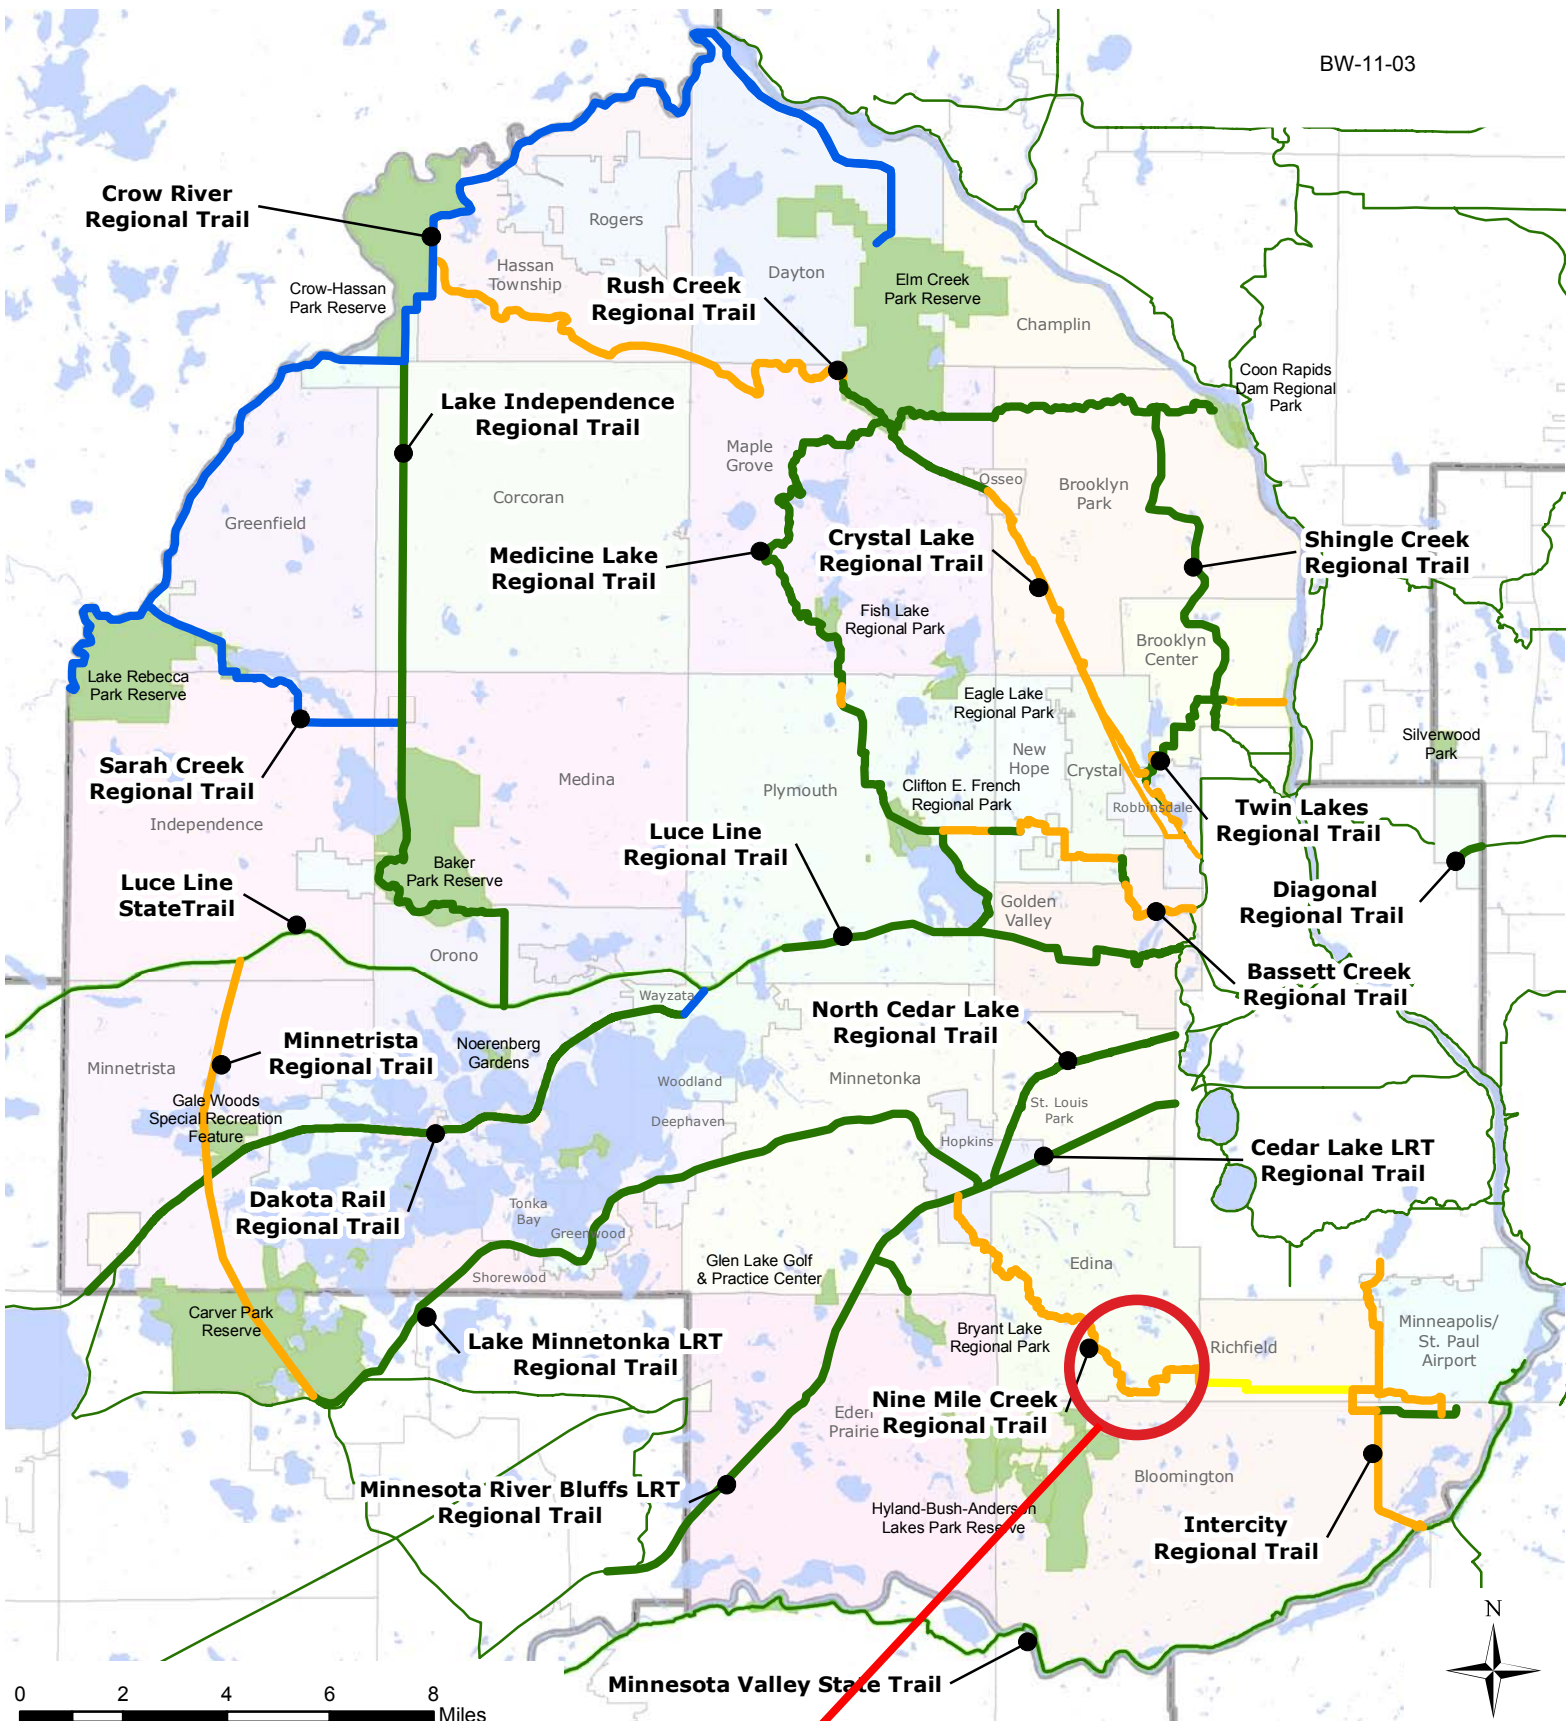 BW-11-03
Crow River
Regional Trail
Rogers
Hassan
Township
Crow-Hassan
Park Reserve
Rush Creek
Regional Trail
Dayton
Elm Creek
Park Reserve
Champlin
Coon Rapids
Dam Regional
Park
Lake Independence
Regional Trail
Maple
Grove
Osseo
Brooklyn
Park
Corcoran
Greenfield
Medicine Lake
Regional Trail
Crystal Lake
Regional Trail
Shingle Creek
Regional Trail
Fish Lake
Regional Park
Brooklyn
Center
Lake Rebecca
Park Reserve
Eagle Lake
Regional Park
Silverwood
Park
Sarah Creek
Regional Trail
Medina
New
Hope
Crystal
Plymouth
Clifton E. French
Regional Park
Robbinsdale
Twin Lakes
Regional Trail
Independence
Luce Line
Regional Trail
Baker
Park Reserve
Luce Line
StateTrail
Diagonal
Regional Trail
Golden
Valley
Orono
Bassett Creek
Regional Trail
Wayzata
North Cedar Lake
Regional Trail
Minnetrista
Regional Trail
Noerenberg
Gardens
Minnetrista
Woodland
Minnetonka
Gale Woods
Special Recreation
Feature
Deephaven
St. Louis
Park
Hopkins
Cedar Lake LRT
Regional Trail
Dakota Rail
Regional Trail
Tonka
Bay
Greenwood
Shorewood
Glen Lake Golf
& Practice Center
Edina
Carver Park
Reserve
Lake Minnetonka LRT
Regional Trail
Bryant Lake
Regional Park
Richfield
Minneapolis/
St. Paul
Airport
Nine Mile Creek
Regional Trail
Eden
Prairie
Minnesota River Bluffs LRT
Regional Trail
Bloomington
Hyland-Bush-Anderson
Lakes Park Reserve
Intercity
Regional Trail
N
Minnesota Valley State Trail
0 2 4 6 8
Miles